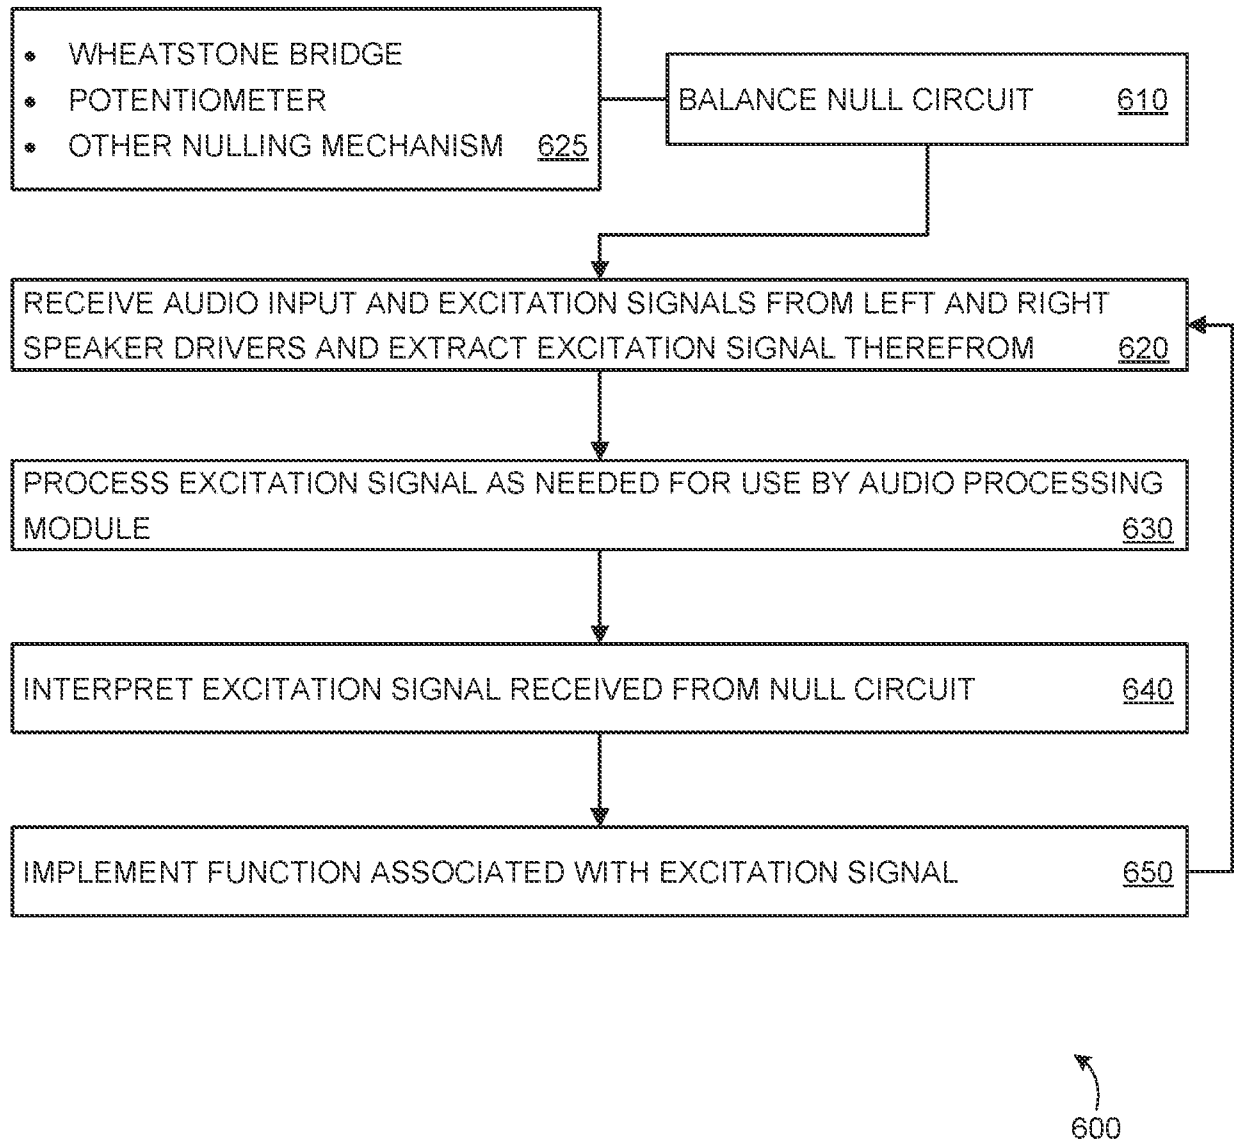 • WHEATSTONE BRIDGE
• POTENTIOMETER
• OTHER NULLING MECHANISM 625
BALANCE NULL CIRCUIT 610
RECEIVE AUDIO INPUT AND EXCITATION SIGNALS FROM LEFT AND RIGHT
SPEAKER DRIVERS AND EXTRACT EXCITATION SIGNAL THEREFROM 620
PROCESS EXCITATION SIGNAL AS NEEDED FOR USE BY AUDIO PROCESSING
MODULE 630
INTERPRET EXCITATION SIGNAL RECEIVED FROM NULL CIRCUIT 640
IMPLEMENT FUNCTION ASSOCIATED WITH EXCITATION SIGNAL 650
600